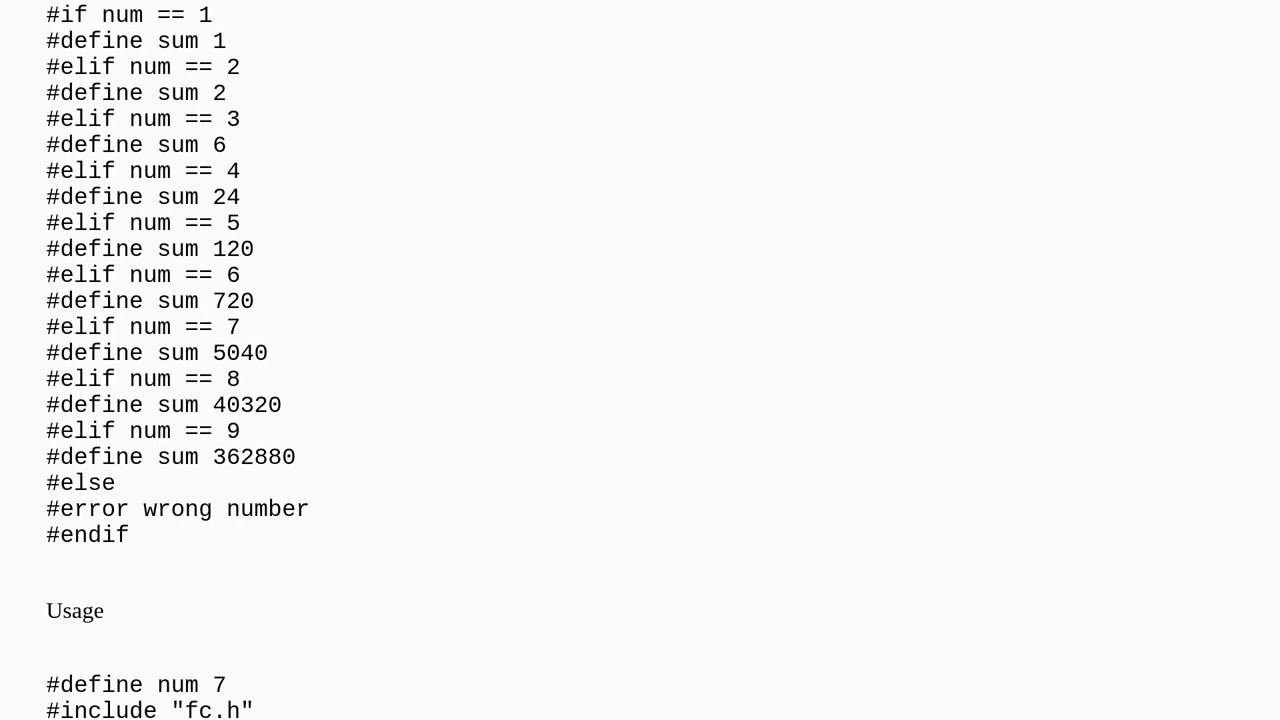 #if num == 1
#define sum 1
#elif num == 2
#define sum 2
#elif num == 3
#define sum 6
#elif num == 4
#define sum 24
#elif num == 5
#define sum 120
#elif num == 6
#define sum 720
#elif num == 7
#define sum 5040
#elif num == 8
#define sum 40320
#elif num == 9
#define sum 362880
#else
#error wrong number
#endif
Usage
#define num 7
#include "fc.h"